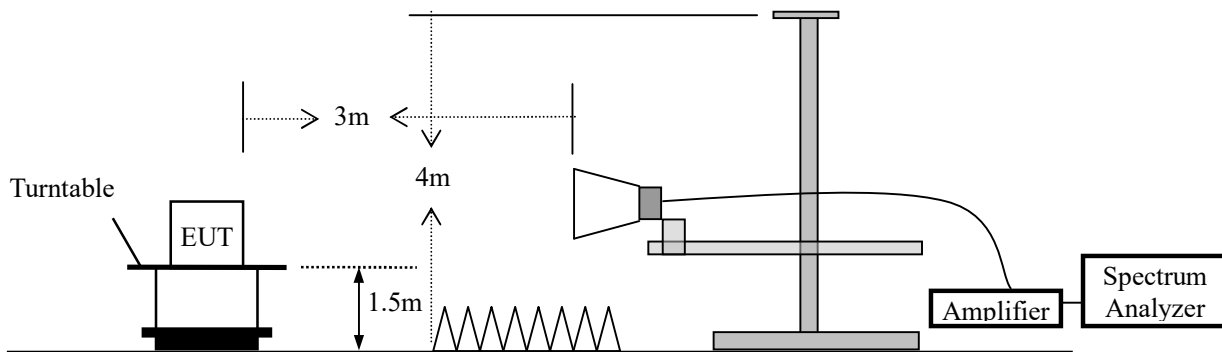 3m
4m
Turntable
EUT
1.5m
Amplifier
Spectrum
Analyzer